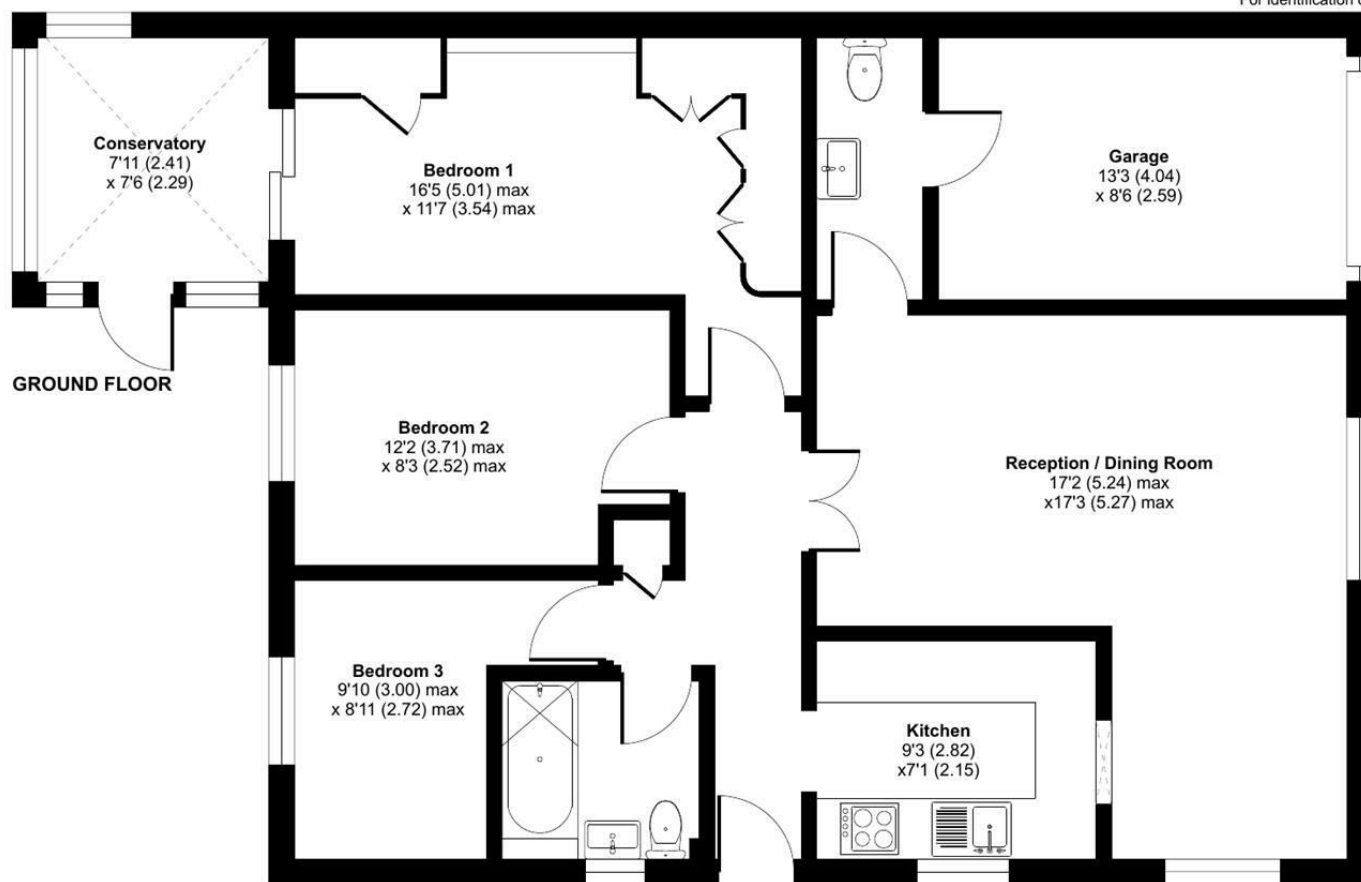 For identification
Conservatory
7'11 (2.41)
x 7'6 (2.29)
Bedroom 1
16'5 (5.01) max
x 11'7 (3.54) max
Garage
13'3 (4.04)
x 8'6 (2.59)
GROUND FLOOR
Bedroom 2
12'2 (3.71) max
x 8'3 (2.52) max
Reception / Dining Room
17'2 (5.24) max
x17'3 (5.27) max
Bedroom 3
9'10 (3.00) max
x 8'11 (2.72) max
Kitchen
9'3 (2.82)
x7'1 (2.15)